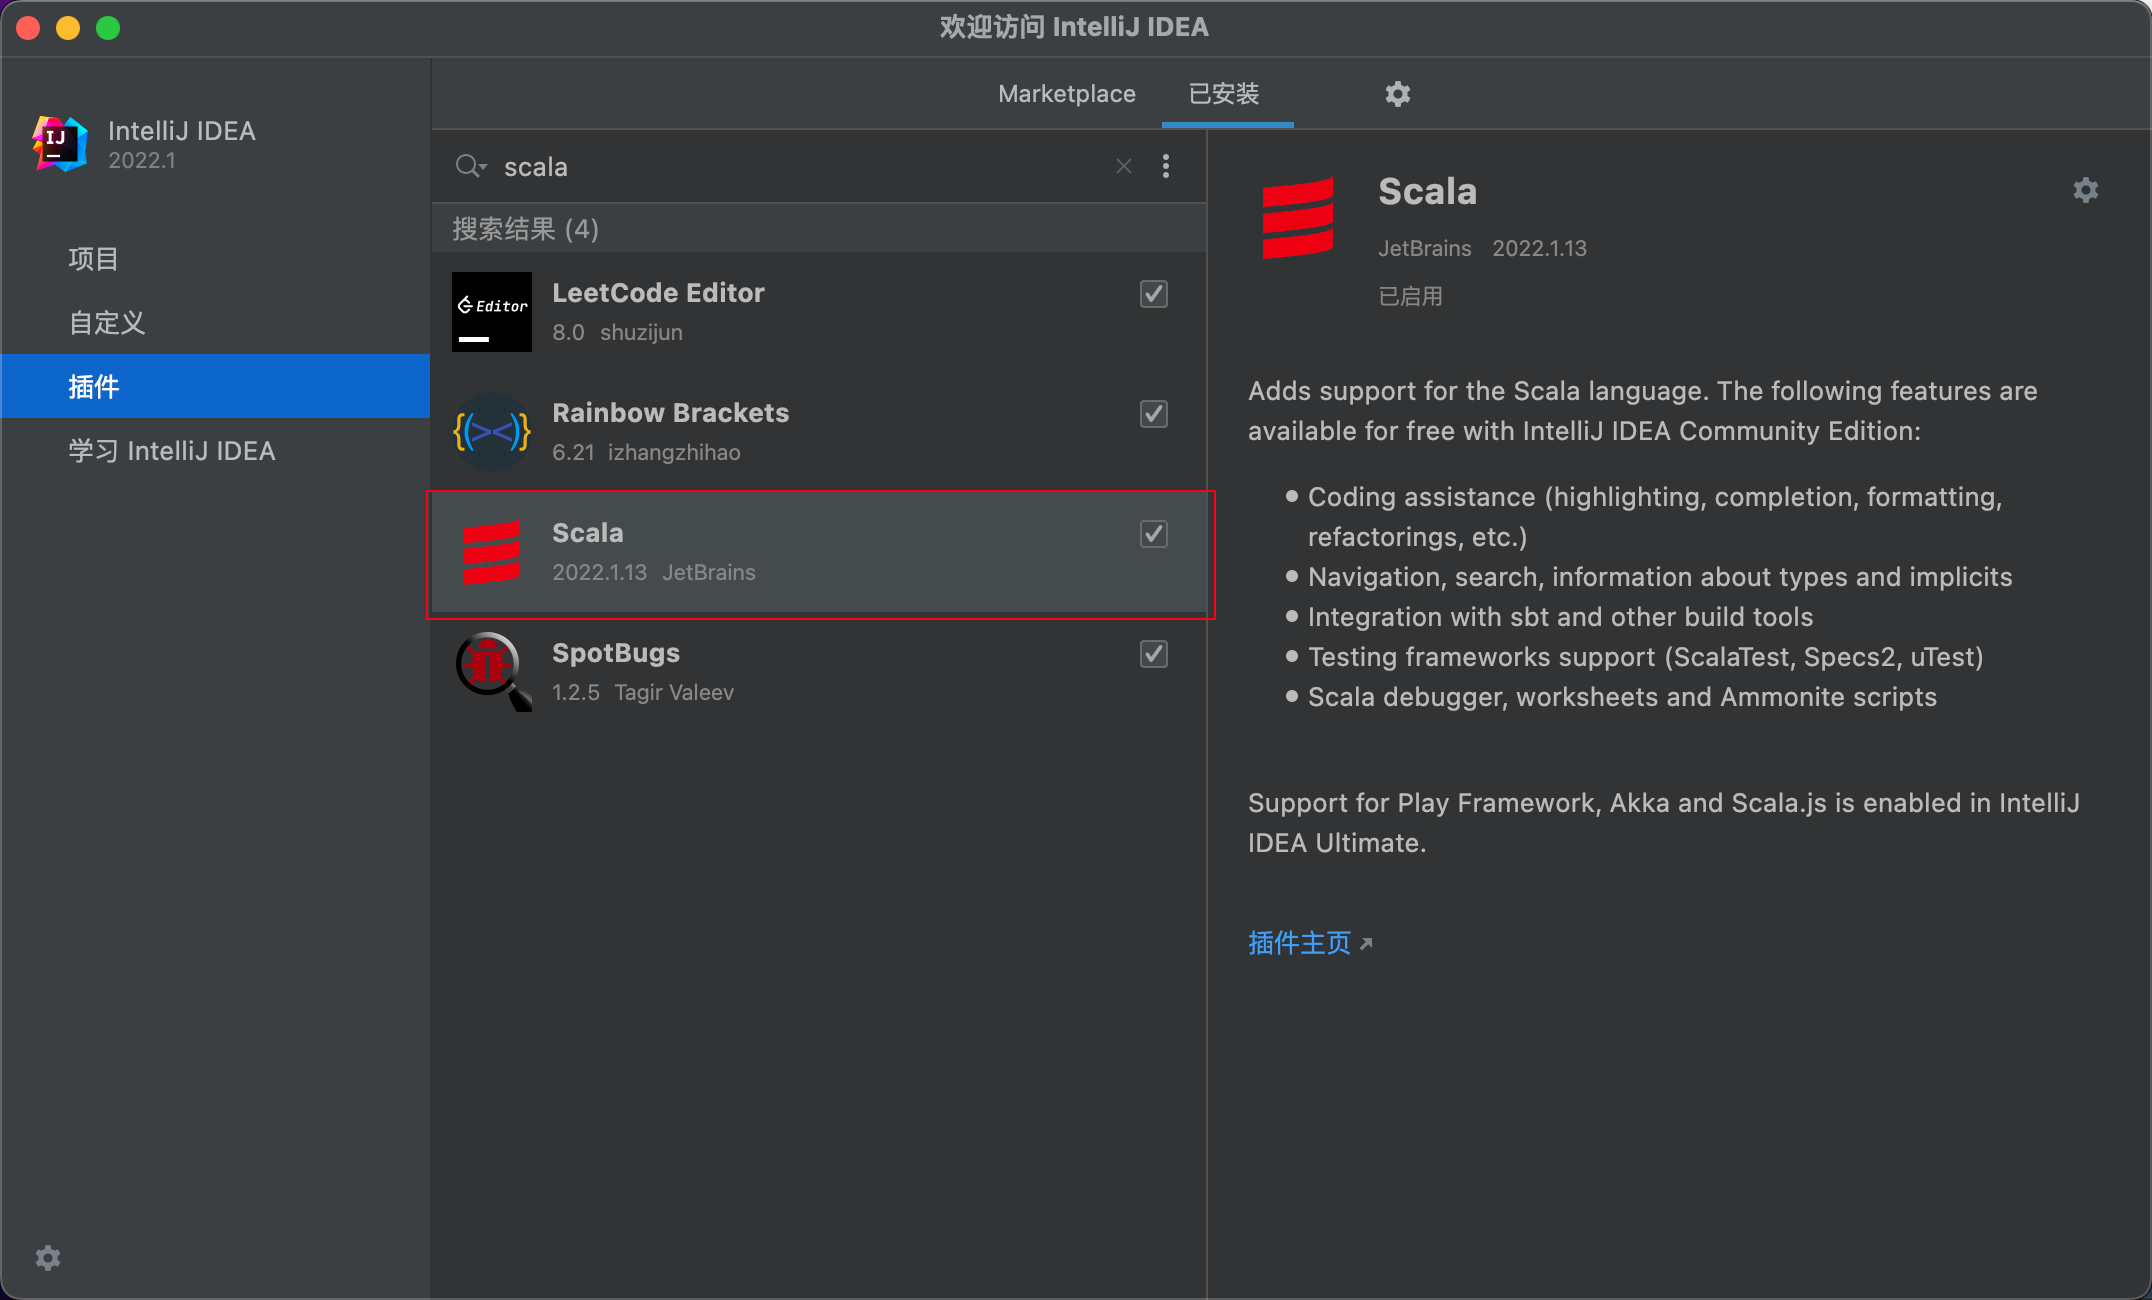 欢迎访问 IntelliJ IDEA
IJ
IntelliJ IDEA
2022.1
项目
自定义
插件
学习 IntelliJ IDEA
Marketplace
已安装
scala
搜索结果 (4)
Editor
LeetCode Editor
8.0 shuzijun
Rainbow Brackets
6.21 izhangzhihao
Scala
2022.1.13 JetBrains
SpotBugs
1.2.5 Tagir Valeev
Scala
JetBrains 2022.1.13
已启用
Adds support for the Scala language. The following features are
available for free with IntelliJ IDEA Community Edition:
Coding assistance (highlighting, completion, formatting,
refactorings, etc.)
Navigation, search, information about types and implicits
Integration with sbt and other build tools
Testing frameworks support (ScalaTest, Specs2, uTest)
Scala debugger, worksheets and Ammonite scripts
Support for Play Framework, Akka and Scala.js is enabled in IntelliJ
IDEA Ultimate.
插件主页